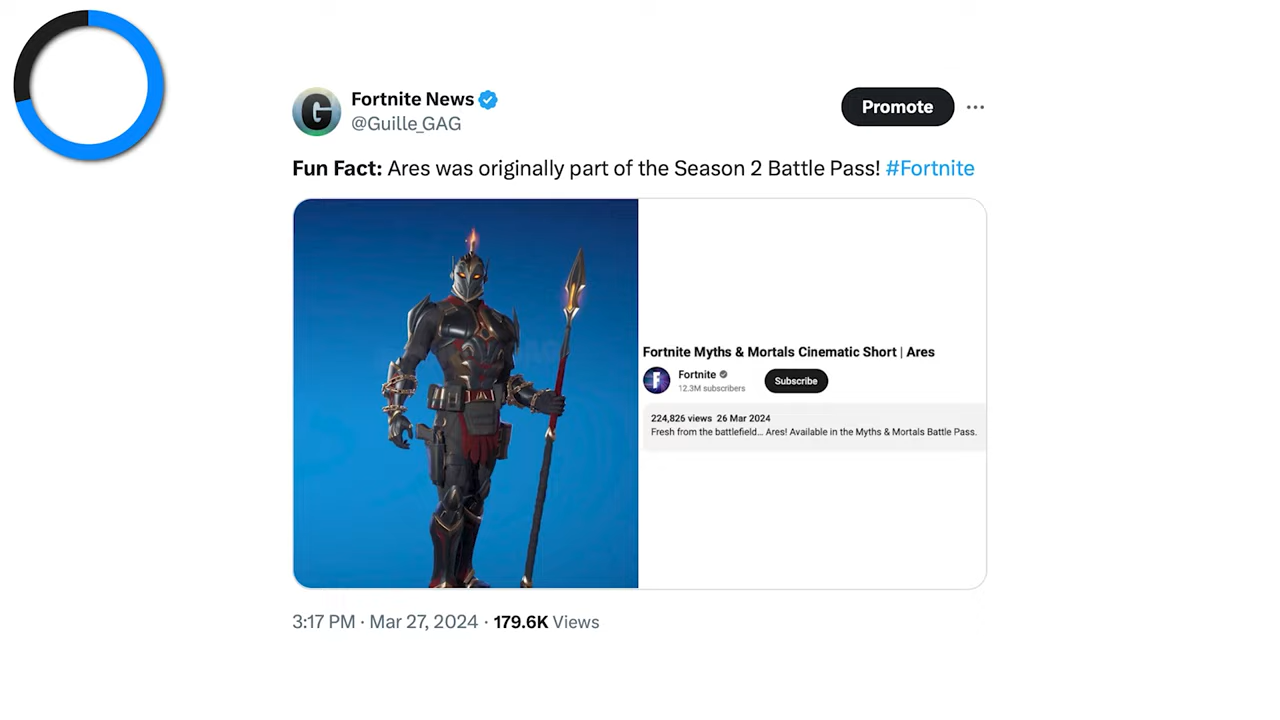 Fortnite News
@Guille_GAG
Promote
Fun Fact: Ares was originally part of the Season 2 Battle Pass! #Fortnite
Fortnite Myths & Mortals Cinematic Short | Ares
Fortnite
12.3M subscribers
Subscribe
224,826 views 26 Mar 2024
Fresh from the battlefield... Ares! Available in the Myths & Mortals Battle Pass.
3:17 PM · Mar 27, 2024 · 179.6K Views